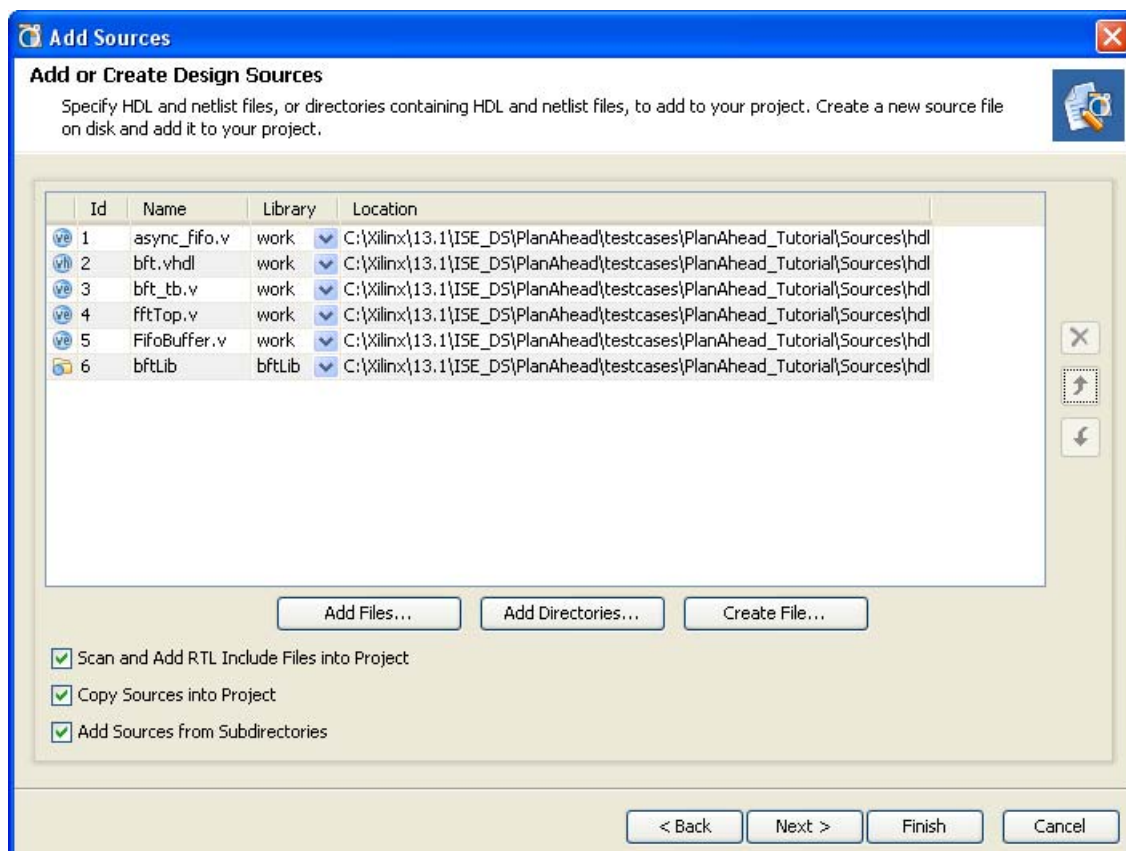 Add Sources
Add or Create Design Sources
Specify HDL and netlist files, or directories containing HDL and netlist files, to add to your project. Create a new source file
on disk and add it to your project.
Id Name Library Location
ve 1 async_fifo.v work C:\Xilinx\13.1\ISE_DS\PlanAhead\testcases\PlanAhead_Tutorial\Sources\hdl
vh 2 bft.vhdl work C:\Xilinx\13.1\ISE_DS\PlanAhead\testcases\PlanAhead_Tutorial\Sources\hdl
ve 3 bft_tb.v work C:\Xilinx\13.1\ISE_DS\PlanAhead\testcases\PlanAhead_Tutorial\Sources\hdl
ve 4 fftTop.v work C:\Xilinx\13.1\ISE_DS\PlanAhead\testcases\PlanAhead_Tutorial\Sources\hdl
ve 5 FifoBuffer.v work C:\Xilinx\13.1\ISE_DS\PlanAhead\testcases\PlanAhead_Tutorial\Sources\hdl
6 bftLib bftLib C:\Xilinx\13.1\ISE_DS\PlanAhead\testcases\PlanAhead_Tutorial\Sources\hdl
Add Files... Add Directories... Create File...
Scan and Add RTL Include Files into Project
Copy Sources into Project
Add Sources from Subdirectories
< Back Next > Finish Cancel